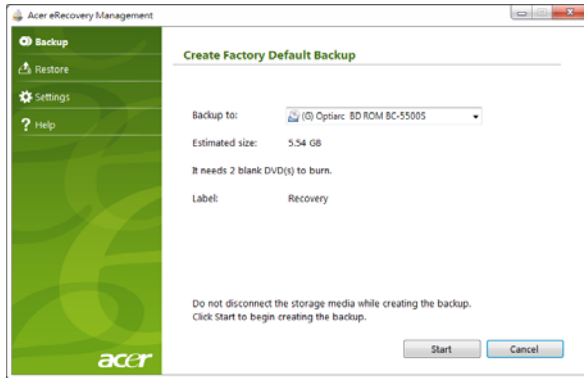 Acer eRecovery Management
Backup
Restore
Settings
Help
Create Factory Default Backup
Backup to: (G) Optiarc BD ROM BC-5500S
Estimated size: 5.54 GB
It needs 2 blank DVD(s) to burn.
Label: Recovery
Do not disconnect the storage media while creating the backup.
Click Start to begin creating the backup.
Start Cancel
acer